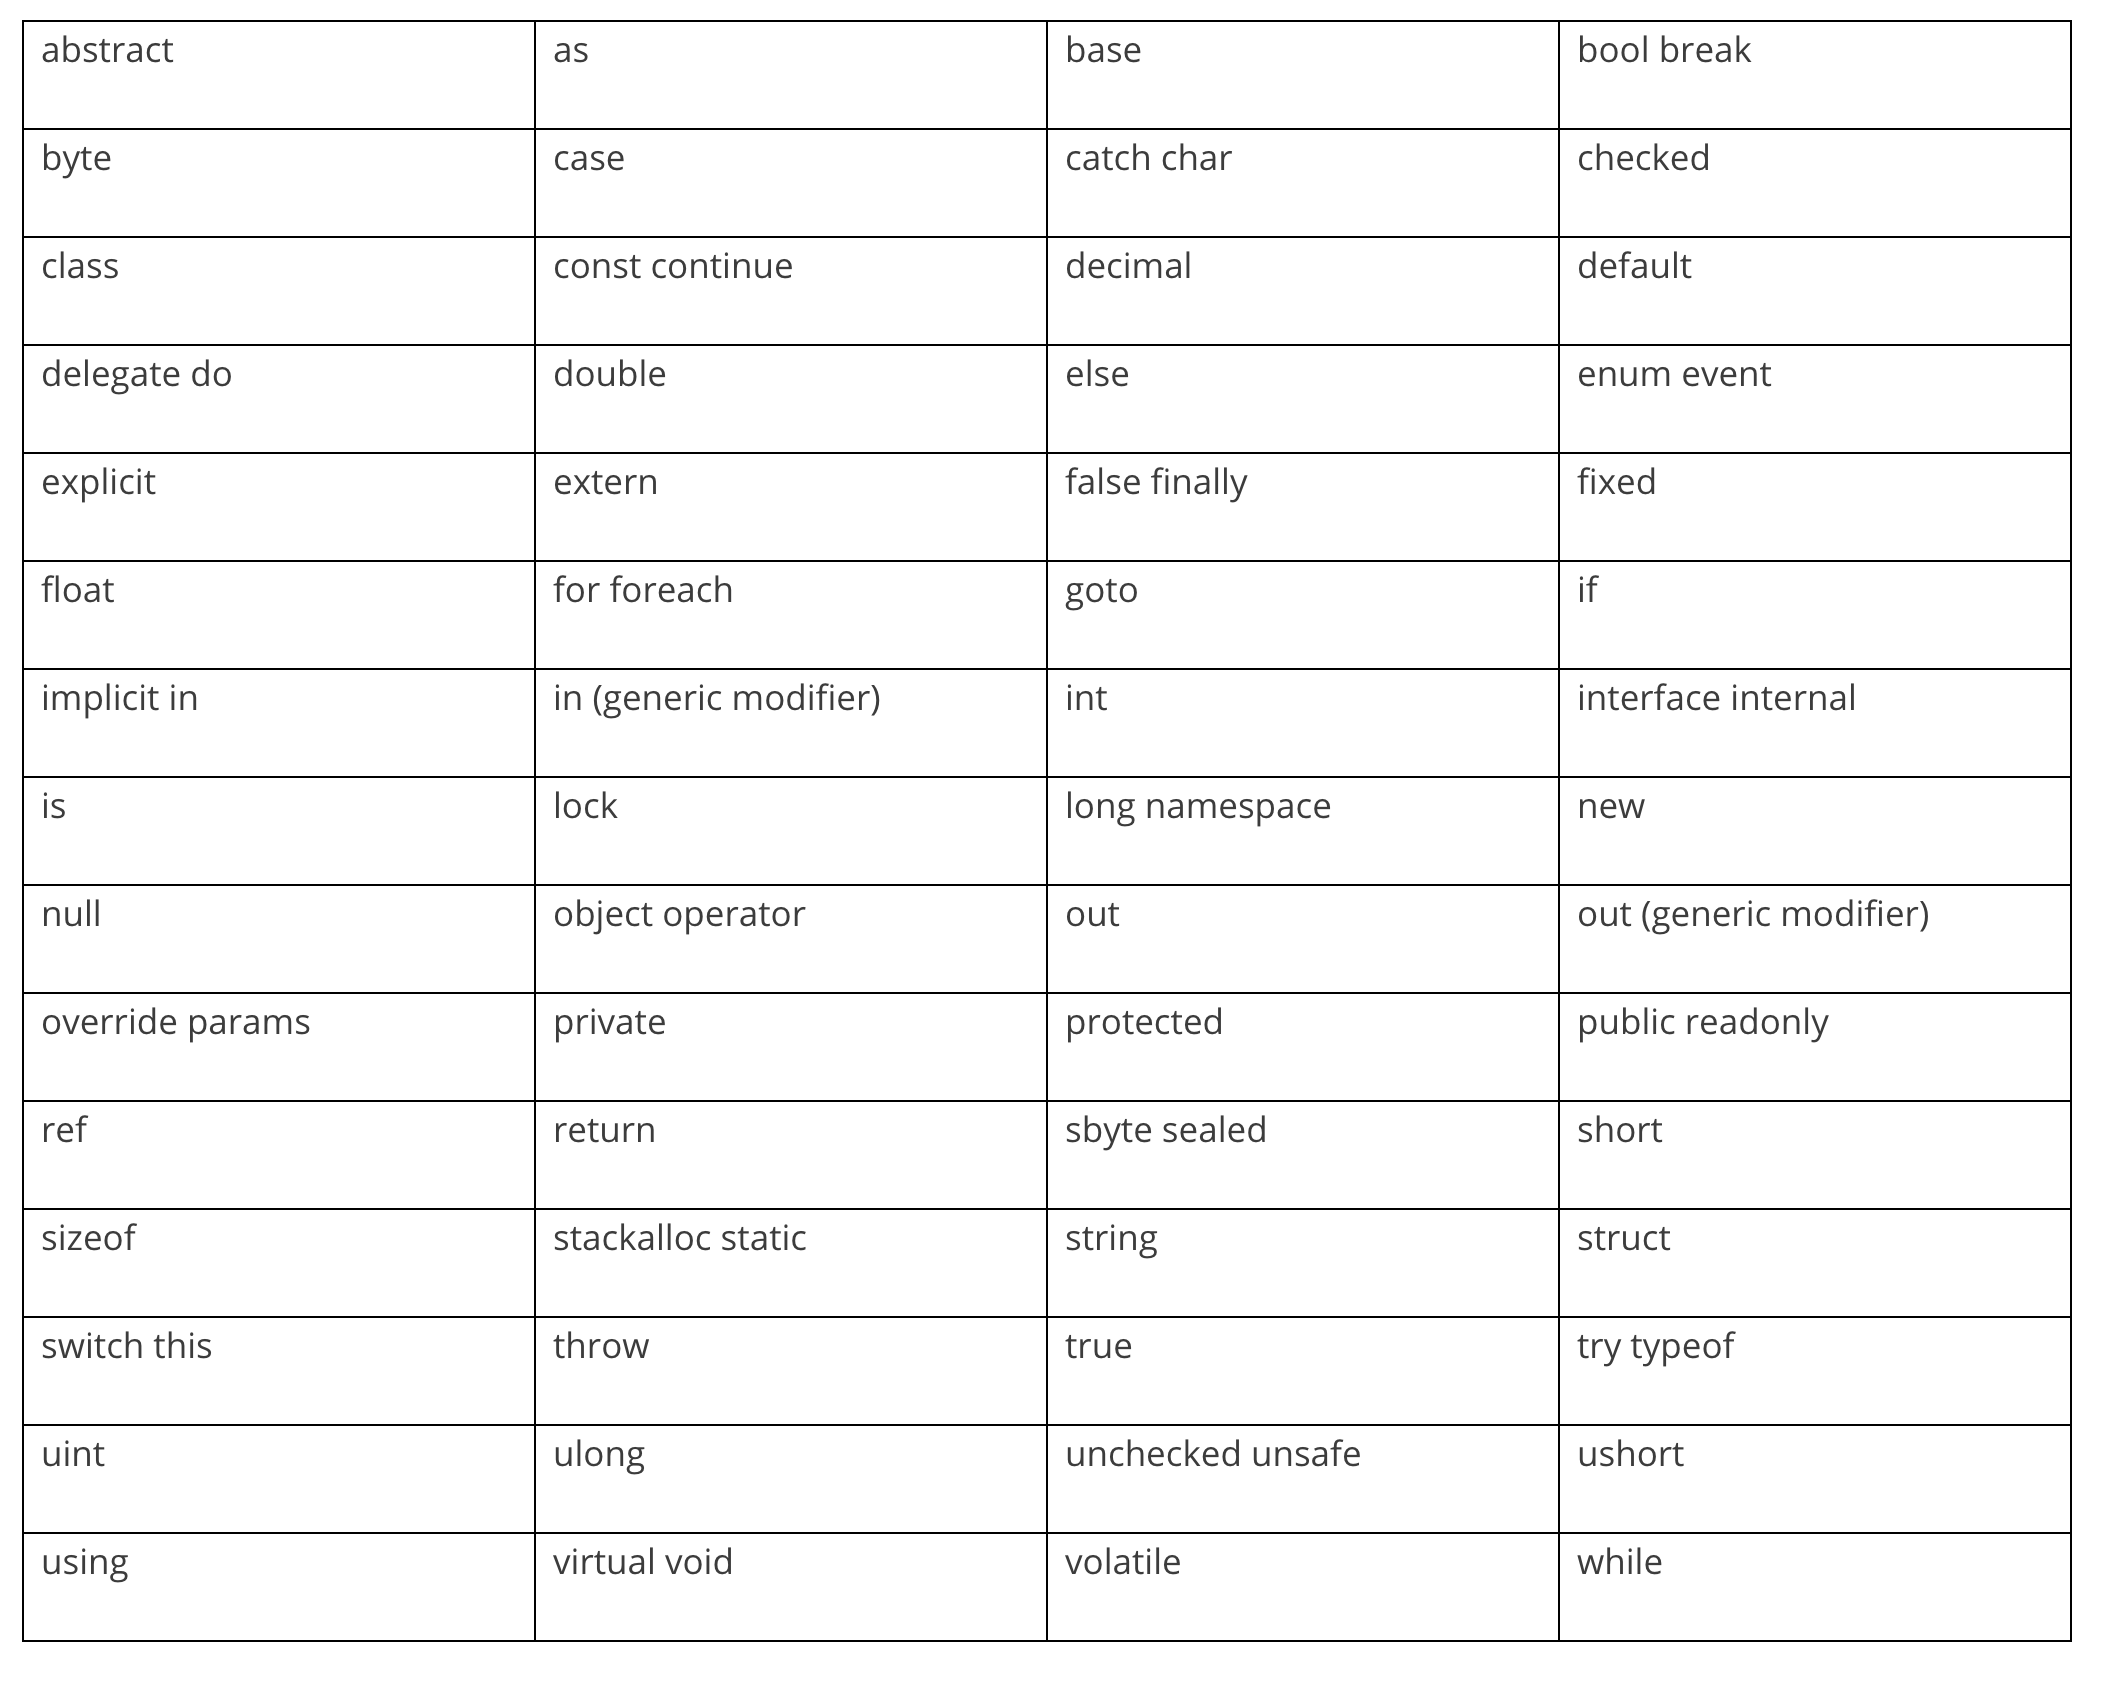 abstract as base bool break
byte case catch char checked
class const continue decimal default
delegate do double else enum event
explicit extern false finally fixed
float for foreach goto if
implicit in in (generic modifier) int interface internal
is lock long namespace new
null object operator out out (generic modifier)
override params private protected public readonly
ref return sbyte sealed short
sizeof stackalloc static string struct
switch this throw true try typeof
uint ulong unchecked unsafe ushort
using virtual void volatile while